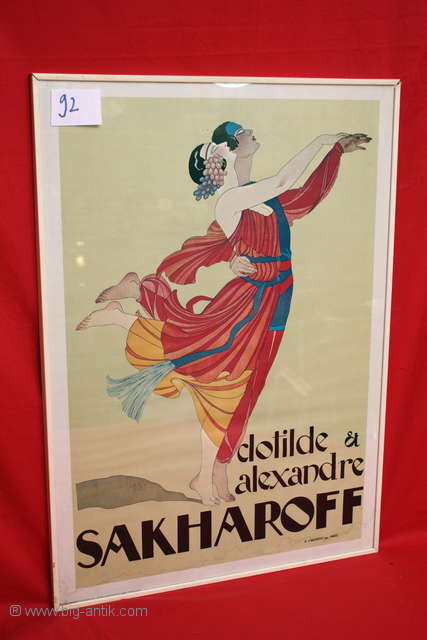 92
clotilde &
alexandre
SAKHAROFF
© www.big-antik.com